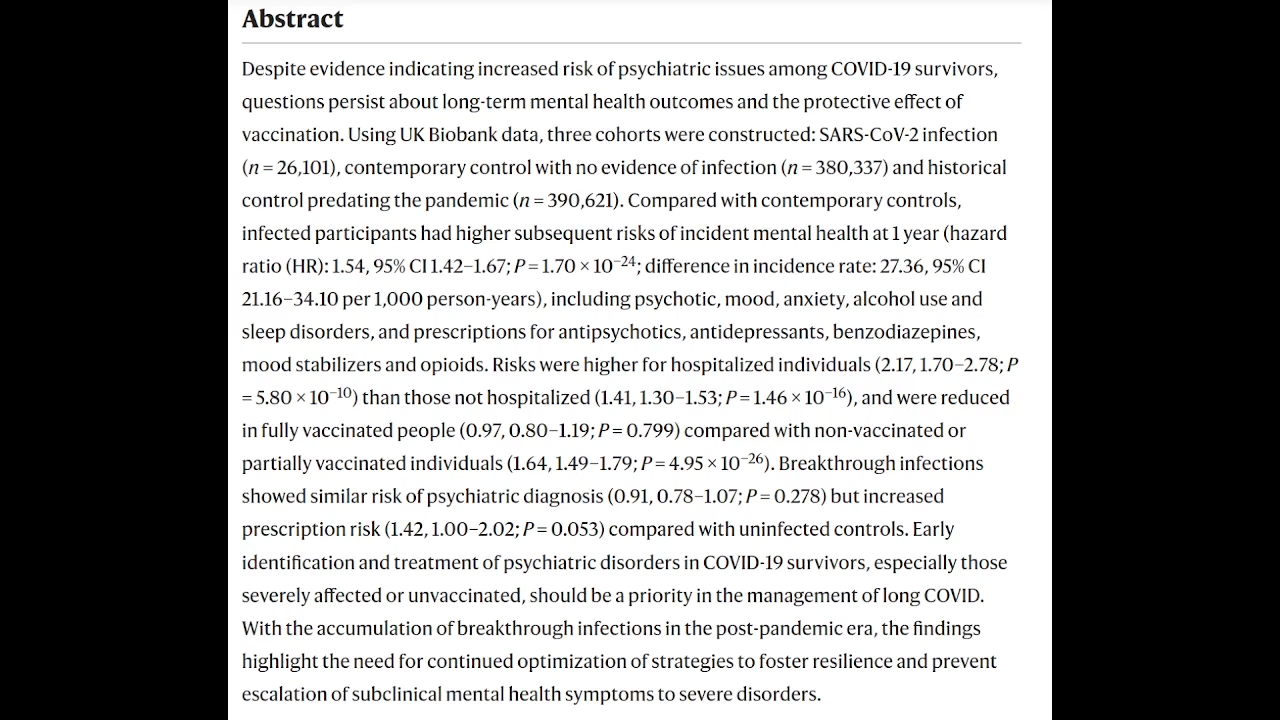 Abstract
Despite evidence indicating increased risk of psychiatric issues among COVID-19 survivors,
questions persist about long-term mental health outcomes and the protective effect of
vaccination. Using UK Biobank data, three cohorts were constructed: SARS-CoV-2 infection
(n = 26,101), contemporary control with no evidence of infection (n = 380,337) and historical
control predating the pandemic (n = 390,621). Compared with contemporary controls,
infected participants had higher subsequent risks of incident mental health at 1 year (hazard
ratio (HR): 1.54, 95% CI 1.42–1.67; P = 1.70 × 10⁻²⁴; difference in incidence rate: 27.36, 95% CI
21.16–34.10 per 1,000 person-years), including psychotic, mood, anxiety, alcohol use and
sleep disorders, and prescriptions for antipsychotics, antidepressants, benzodiazepines,
mood stabilizers and opioids. Risks were higher for hospitalized individuals (2.17, 1.70–2.78; P
= 5.80 × 10⁻¹⁰) than those not hospitalized (1.41, 1.30–1.53; P = 1.46 × 10⁻¹⁶), and were reduced
in fully vaccinated people (0.97, 0.80–1.19; P = 0.799) compared with non-vaccinated or
partially vaccinated individuals (1.64, 1.49–1.79; P = 4.95 × 10⁻²⁶). Breakthrough infections
showed similar risk of psychiatric diagnosis (0.91, 0.78–1.07; P = 0.278) but increased
prescription risk (1.42, 1.00–2.02; P = 0.053) compared with uninfected controls. Early
identification and treatment of psychiatric disorders in COVID-19 survivors, especially those
severely affected or unvaccinated, should be a priority in the management of long COVID.
With the accumulation of breakthrough infections in the post-pandemic era, the findings
highlight the need for continued optimization of strategies to foster resilience and prevent
escalation of subclinical mental health symptoms to severe disorders.